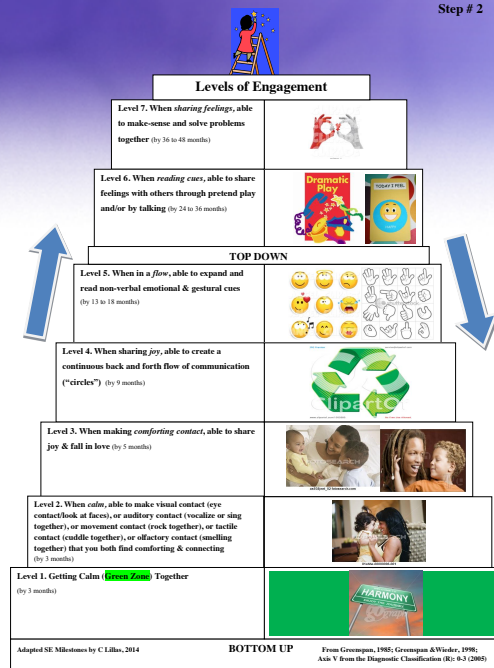 Step # 2
Levels of Engagement
Level 7. When sharing feelings, able
to make-sense and solve problems
together (by 36 to 48 months)
Level 6. When reading cues, able to share
feelings with others through pretend play
and/or by talking (by 24 to 36 months)
Dramatic
Play
TODAY I FEEL
TOP DOWN
Level 5. When in a flow, able to expand and
read non-verbal emotional & gestural cues
(by 13 to 18 months)
Level 4. When sharing joy, able to create a
continuous back and forth flow of communication
(“circles”) (by 9 months)
Level 3. When making comforting contact, able to share
joy & fall in love (by 5 months)
Level 2. When calm, able to make visual contact (eye
contact/look at faces), or auditory contact (vocalize or sing
together), or movement contact (rock together), or tactile
contact (cuddle together), or olfactory contact (smelling
together) that you both find comforting & connecting
(by 3 months)
Level 1. Getting Calm (Green Zone) Together
(by 3 months)
HARMONY
Adapted SE Milestones by C Lillas, 2014
BOTTOM UP
From Greenspan, 1985; Greenspan &Wieder, 1998;
Axis V from the Diagnostic Classification (R): 0-3 (2005)